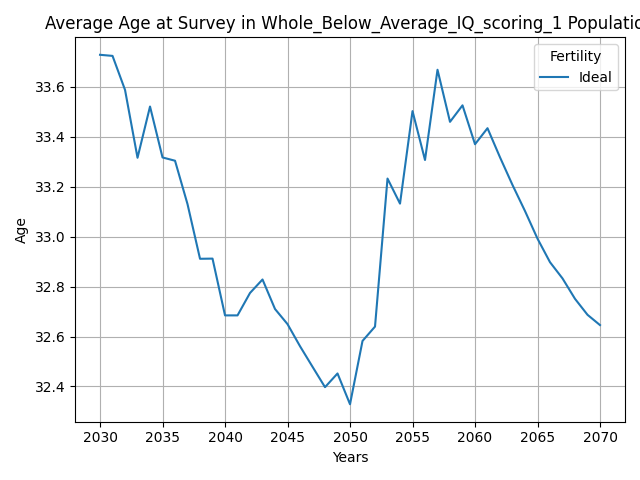 Average Age at Survey in Whole_Below_Average_IQ_scoring_1 Populatio
Fertility
Ideal
33.6
33.4
33.2
33.0
32.8
32.6
32.4
Age
2030 2035 2040 2045 2050 2055 2060 2065 2070
Years